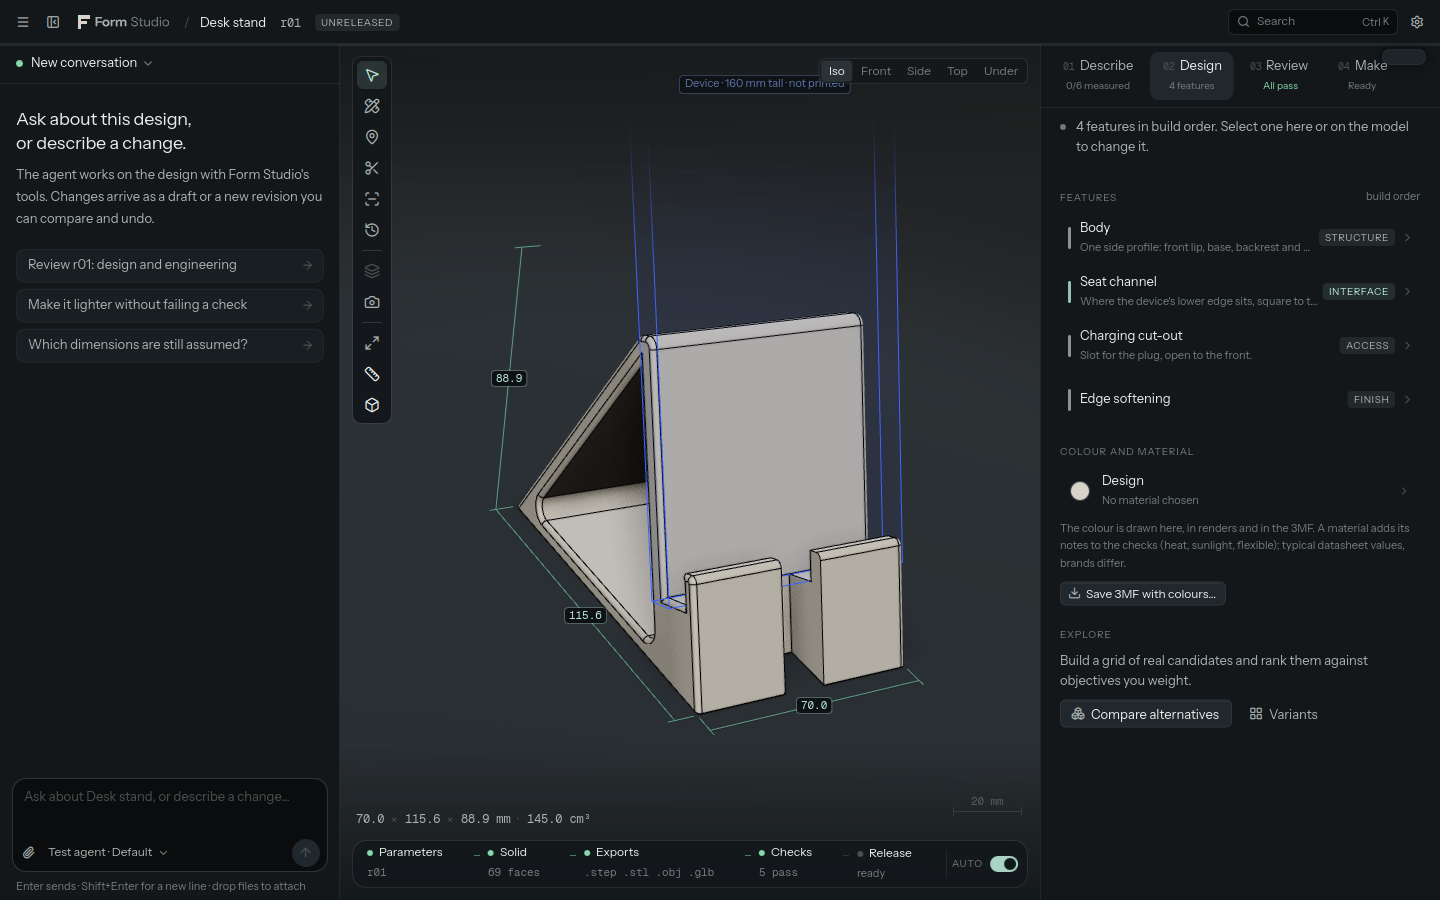 Form Studio / Desk stand r01 UNRELEASED
Search Ctrl K
New conversation
Ask about this design,
or describe a change.
The agent works on the design with Form Studio's
tools. Changes arrive as a draft or a new revision you
can compare and undo.
Review r01: design and engineering
Make it lighter without failing a check
Which dimensions are still assumed?
Ask about Desk stand, or describe a change...
Test agent · Default
Enter sends · Shift+Enter for a new line · drop files to attach
Iso Front Side Top Under
Device · 160 mm tall · not printed
88.9
115.6
70.0
20 mm
70.0 × 115.6 × 88.9 mm · 145.0 cm³
Parameters Solid Exports Checks Release
r01 69 faces .step .stl .obj .glb 5 pass ready
AUTO
01 Describe 02 Design 03 Review 04 Make
0/6 measured 4 features All pass Ready
4 features in build order. Select one here or on the model
to change it.
FEATURES build order
Body
One side profile: front lip, base, backrest and ...
STRUCTURE
Seat channel
Where the device's lower edge sits, square to t...
INTERFACE
Charging cut-out
Slot for the plug, open to the front.
ACCESS
Edge softening
FINISH
COLOUR AND MATERIAL
Design
No material chosen
The colour is drawn here, in renders and in the 3MF. A material adds its
notes to the checks (heat, sunlight, flexible); typical datasheet values,
brands differ.
Save 3MF with colours...
EXPLORE
Build a grid of real candidates and rank them against
objectives you weight.
Compare alternatives Variants